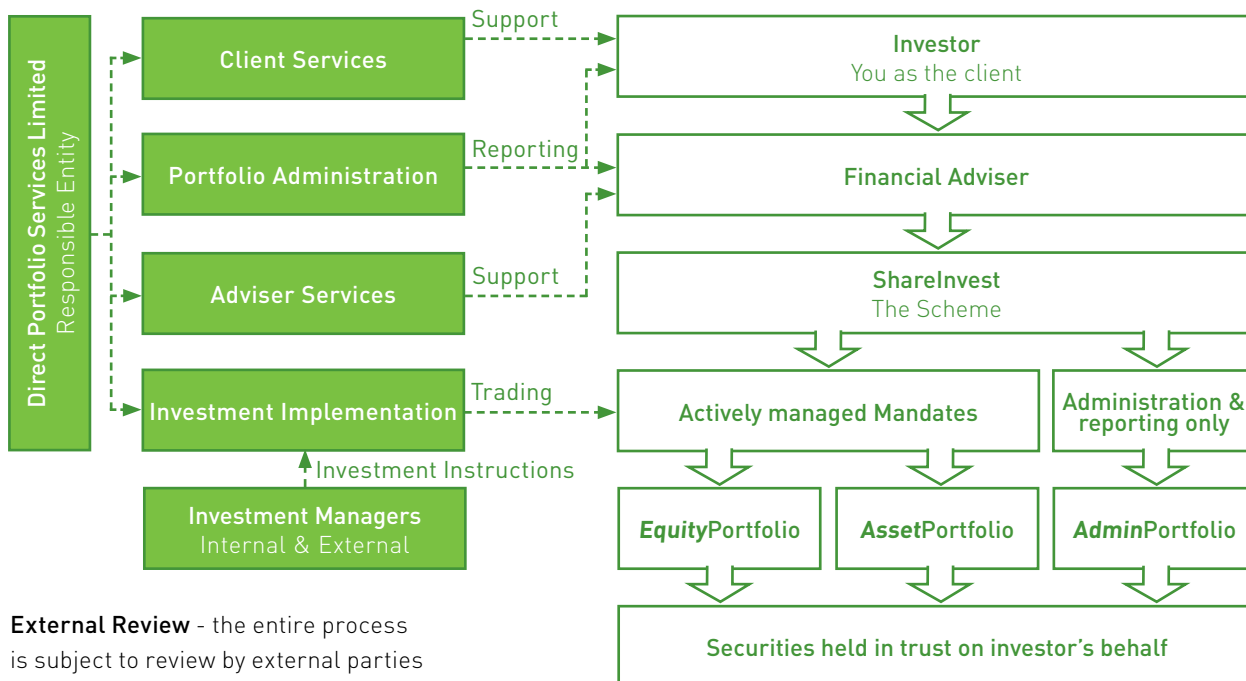 Direct Portfolio Services Limited
Responsible Entity
Client Services
Support
Investor
You as the client
Portfolio Administration
Reporting
Financial Adviser
Adviser Services
Support
ShareInvest
The Scheme
Investment Implementation
Trading
Actively managed Mandates
Administration &
reporting only
Investment Instructions
Investment Managers
Internal & External
EquityPortfolio
AssetPortfolio
AdminPortfolio
External Review - the entire process
is subject to review by external parties
Securities held in trust on investor’s behalf